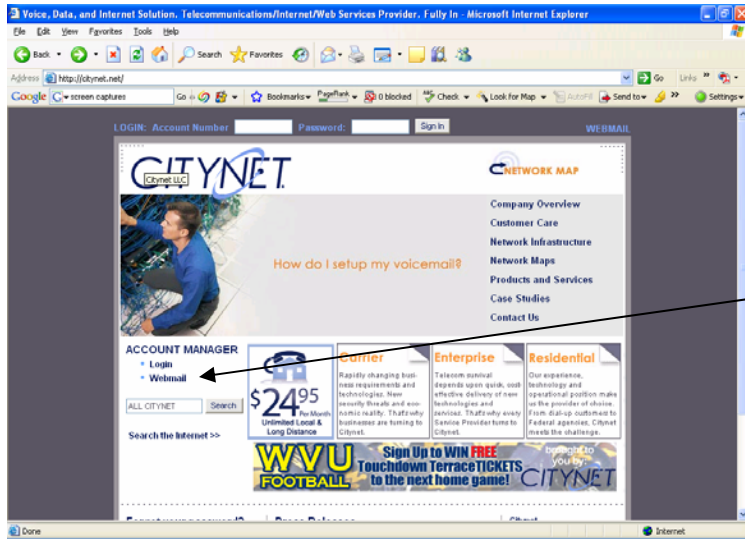 Voice, Data, and Internet Solution. Telecommunications/Internet/Web Services Provider. Fully In - Microsoft Internet Explorer
File Edit View Favorites Tools Help
Back Search Favorites
Address http://citynet.net/ Go Links »
Google G screen captures Go Bookmarks PageRank 0 blocked ABC Check Look for Map AutoFill Send to » Settings
LOGIN: Account Number Password: Sign In WEBMAIL
CITYNET
Citynet LLC
NETWORK MAP
Company Overview
Customer Care
Network Infrastructure
Network Maps
Products and Services
Case Studies
Contact Us
How do I setup my voicemail?
ACCOUNT MANAGER
Login
Webmail
ALL CITYNET Search
Search the Internet >>
$24.95
Per Month
Unlimited Local &
Long Distance
Carrier
Rapidly changing busi-
ness requirements and
technologies. New
security threats and eco-
nomic reality. Thats why
businesses are turning to
Citynet.
Enterprise
Telecom survival
depends upon quick, cost
effective delivery of new
technologies and
services. That's why every
Service Provider turns to
Citynet.
Residential
Our experience,
technology and
operational position make
us the provider of choice.
From dial-up customers to
Federal agencies, Citynet
meets the challenge.
WVU
FOOTBALL
Sign Up to WIN FREE
Touchdown Terrace TICKETS
to the next home game!
brought to
you by:
CITYNET
Done Internet